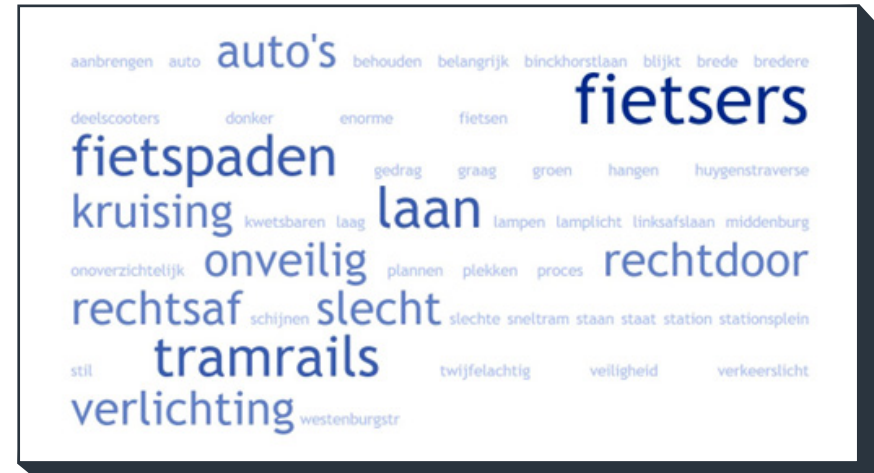 aanbrengen auto auto's behouden belangrijk binckhorstlaan blijkt brede bredere
deelscooters donker enorme fietsen fietsers
fietspaden gedrag graag groen hangen huygenstraverse
kruising kwetsbaren laag laan lampen lamplicht linksafslaan middenburg
onoverzichtelijk onveilig plannen plekken proces rechtdoor
rechtsaf schijnen slecht slechte sneltram staan staat station stationsplein
stil tramrails twijfelachtig veiligheid verkeerslicht
verlichting westenburgstr